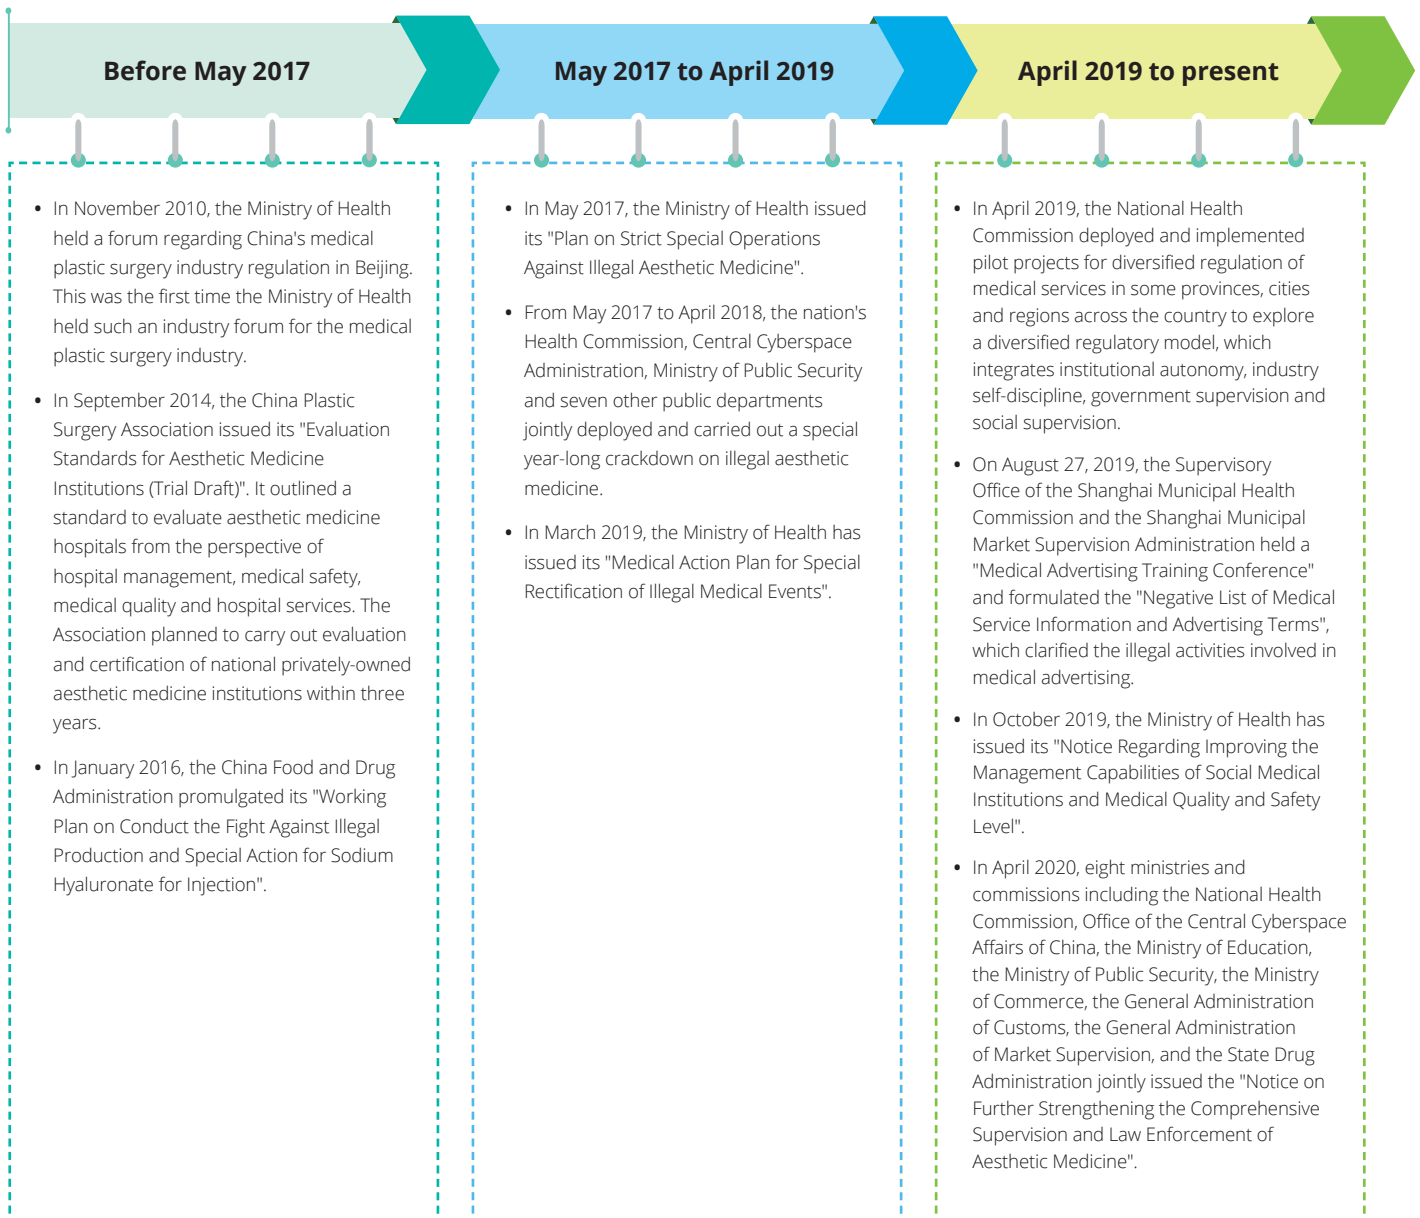 Before May 2017
May 2017 to April 2019
April 2019 to present
• In November 2010, the Ministry of Health
held a forum regarding China's medical
plastic surgery industry regulation in Beijing.
This was the first time the Ministry of Health
held such an industry forum for the medical
plastic surgery industry.
• In September 2014, the China Plastic
Surgery Association issued its "Evaluation
Standards for Aesthetic Medicine
Institutions (Trial Draft)". It outlined a
standard to evaluate aesthetic medicine
hospitals from the perspective of
hospital management, medical safety,
medical quality and hospital services. The
Association planned to carry out evaluation
and certification of national privately-owned
aesthetic medicine institutions within three
years.
• In January 2016, the China Food and Drug
Administration promulgated its "Working
Plan on Conduct the Fight Against Illegal
Production and Special Action for Sodium
Hyaluronate for Injection".
• In May 2017, the Ministry of Health issued
its "Plan on Strict Special Operations
Against Illegal Aesthetic Medicine".
• From May 2017 to April 2018, the nation's
Health Commission, Central Cyberspace
Administration, Ministry of Public Security
and seven other public departments
jointly deployed and carried out a special
year-long crackdown on illegal aesthetic
medicine.
• In March 2019, the Ministry of Health has
issued its "Medical Action Plan for Special
Rectification of Illegal Medical Events".
• In April 2019, the National Health
Commission deployed and implemented
pilot projects for diversified regulation of
medical services in some provinces, cities
and regions across the country to explore
a diversified regulatory model, which
integrates institutional autonomy, industry
self-discipline, government supervision and
social supervision.
• On August 27, 2019, the Supervisory
Office of the Shanghai Municipal Health
Commission and the Shanghai Municipal
Market Supervision Administration held a
"Medical Advertising Training Conference"
and formulated the "Negative List of Medical
Service Information and Advertising Terms",
which clarified the illegal activities involved in
medical advertising.
• In October 2019, the Ministry of Health has
issued its "Notice Regarding Improving the
Management Capabilities of Social Medical
Institutions and Medical Quality and Safety
Level".
• In April 2020, eight ministries and
commissions including the National Health
Commission, Office of the Central Cyberspace
Affairs of China, the Ministry of Education,
the Ministry of Public Security, the Ministry
of Commerce, the General Administration
of Customs, the General Administration
of Market Supervision, and the State Drug
Administration jointly issued the "Notice on
Further Strengthening the Comprehensive
Supervision and Law Enforcement of
Aesthetic Medicine".